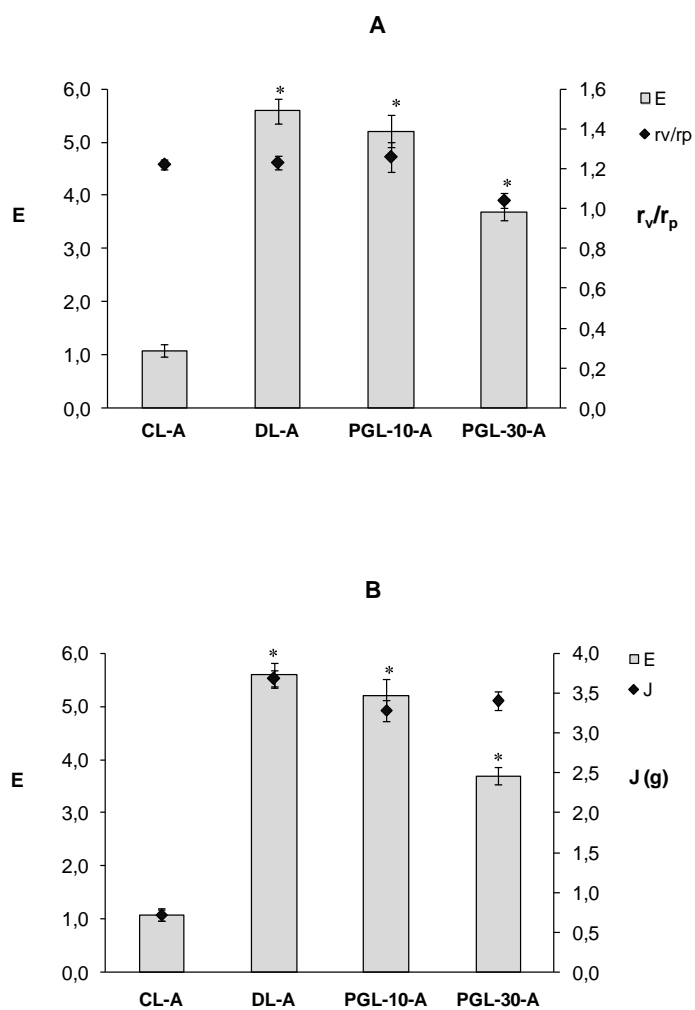 A
6,0
5,0
4,0
3,0
2,0
1,0
0,0
E
* * *
1,6
1,4
1,2
1,0
0,8
0,6
0,4
0,2
0,0
E
rv/rp
rv/rp
CL-A DL-A PGL-10-A PGL-30-A
B
6,0
5,0
4,0
3,0
2,0
1,0
0,0
E
* * *
4,0
3,5
3,0
2,5
2,0
1,5
1,0
0,5
0,0
E
J
J (g)
CL-A DL-A PGL-10-A PGL-30-A